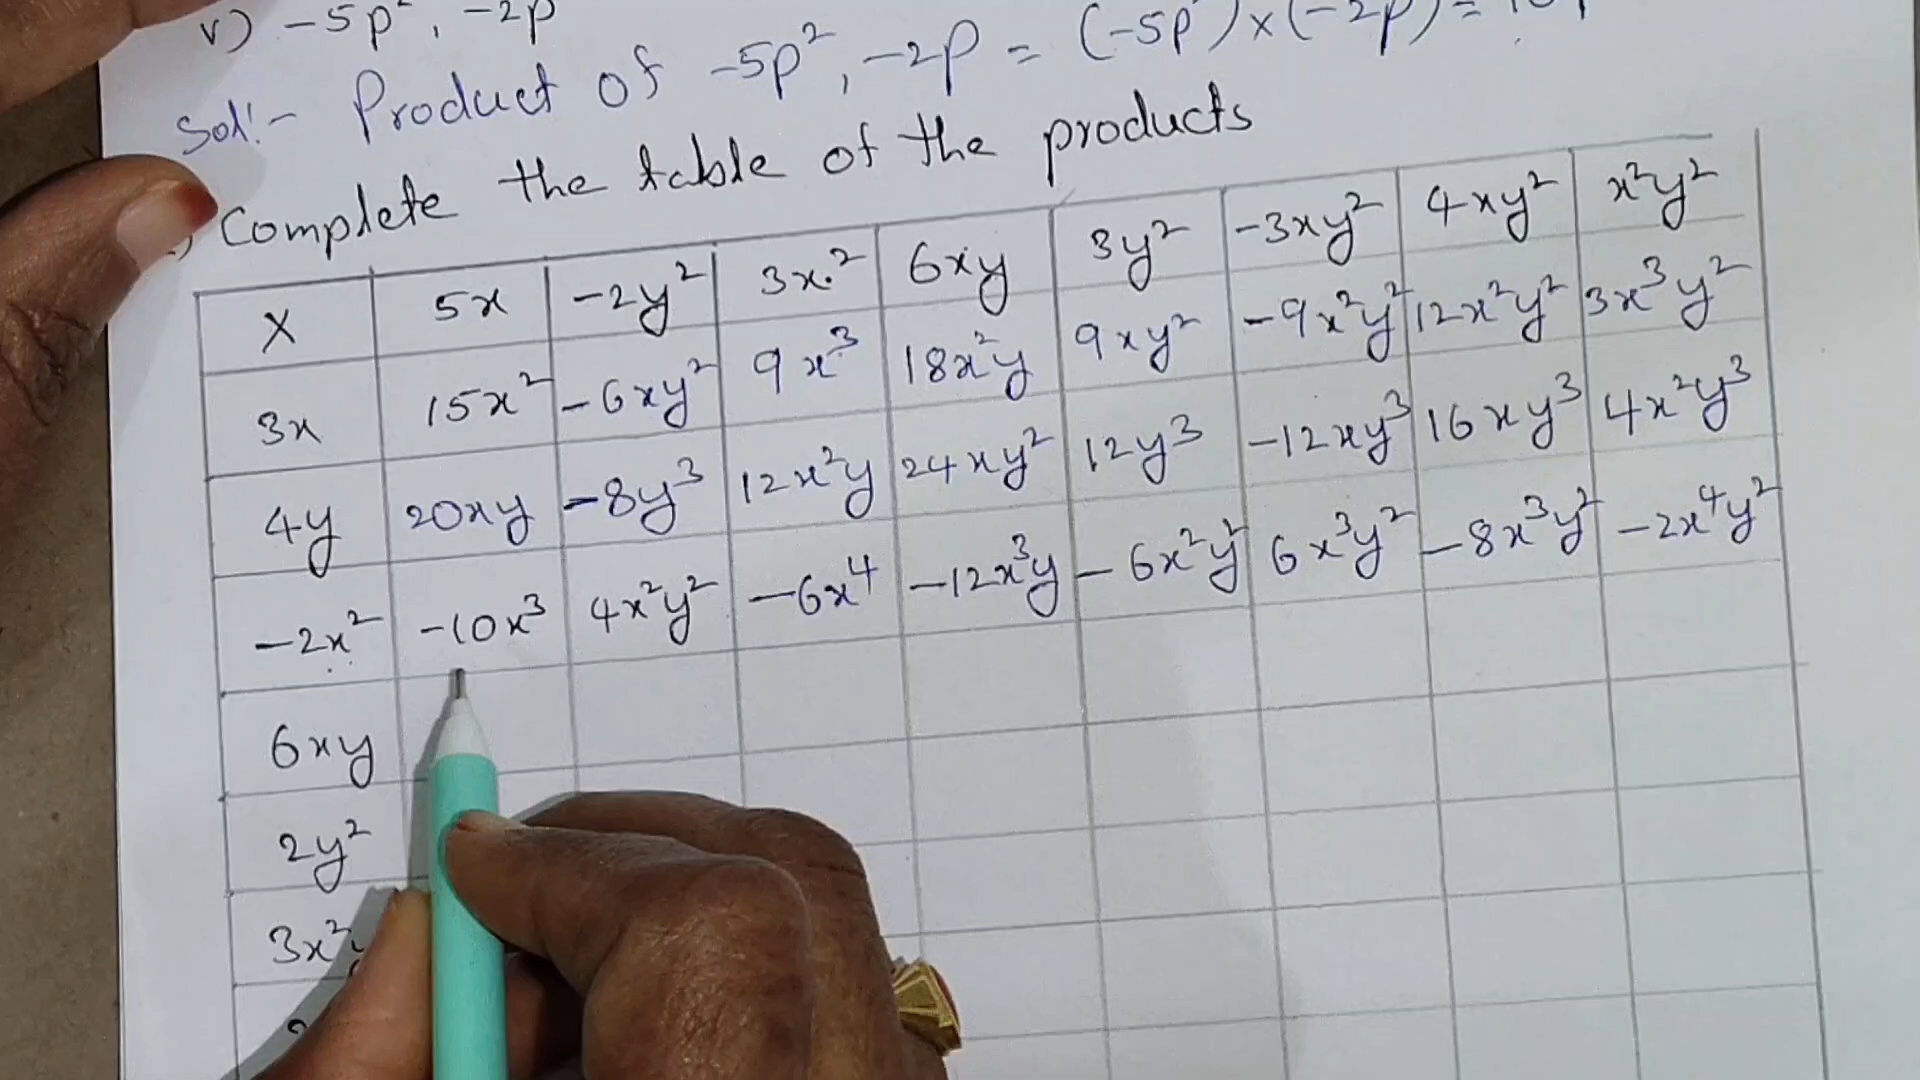 v) -5p², -2p
Sol:- Product of -5p², -2p = (-5p²)×(-2p) = 10
Complete the table of the products
X 5x -2y² 3x² 6xy 3y² -3xy² 4xy² x²y²
3x 15x² -6xy² 9x³ 18x²y 9xy² -9x²y² 12x²y² 3x³y²
4y 20xy -8y³ 12x²y 24xy² 12y³ -12xy³ 16xy³ 4x²y³
-2x² -10x³ 4x²y² -6x⁴ -12x³y -6x²y² 6x³y² -8x³y² -2x⁴y²
6xy
2y²
3x²